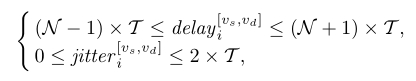 (𝒩 − 1) × 𝒯 ≤ delay_i^{[v_s,v_d]} ≤ (𝒩 + 1) × 𝒯,
0 ≤ jitter_i^{[v_s,v_d]} ≤ 2 × 𝒯,